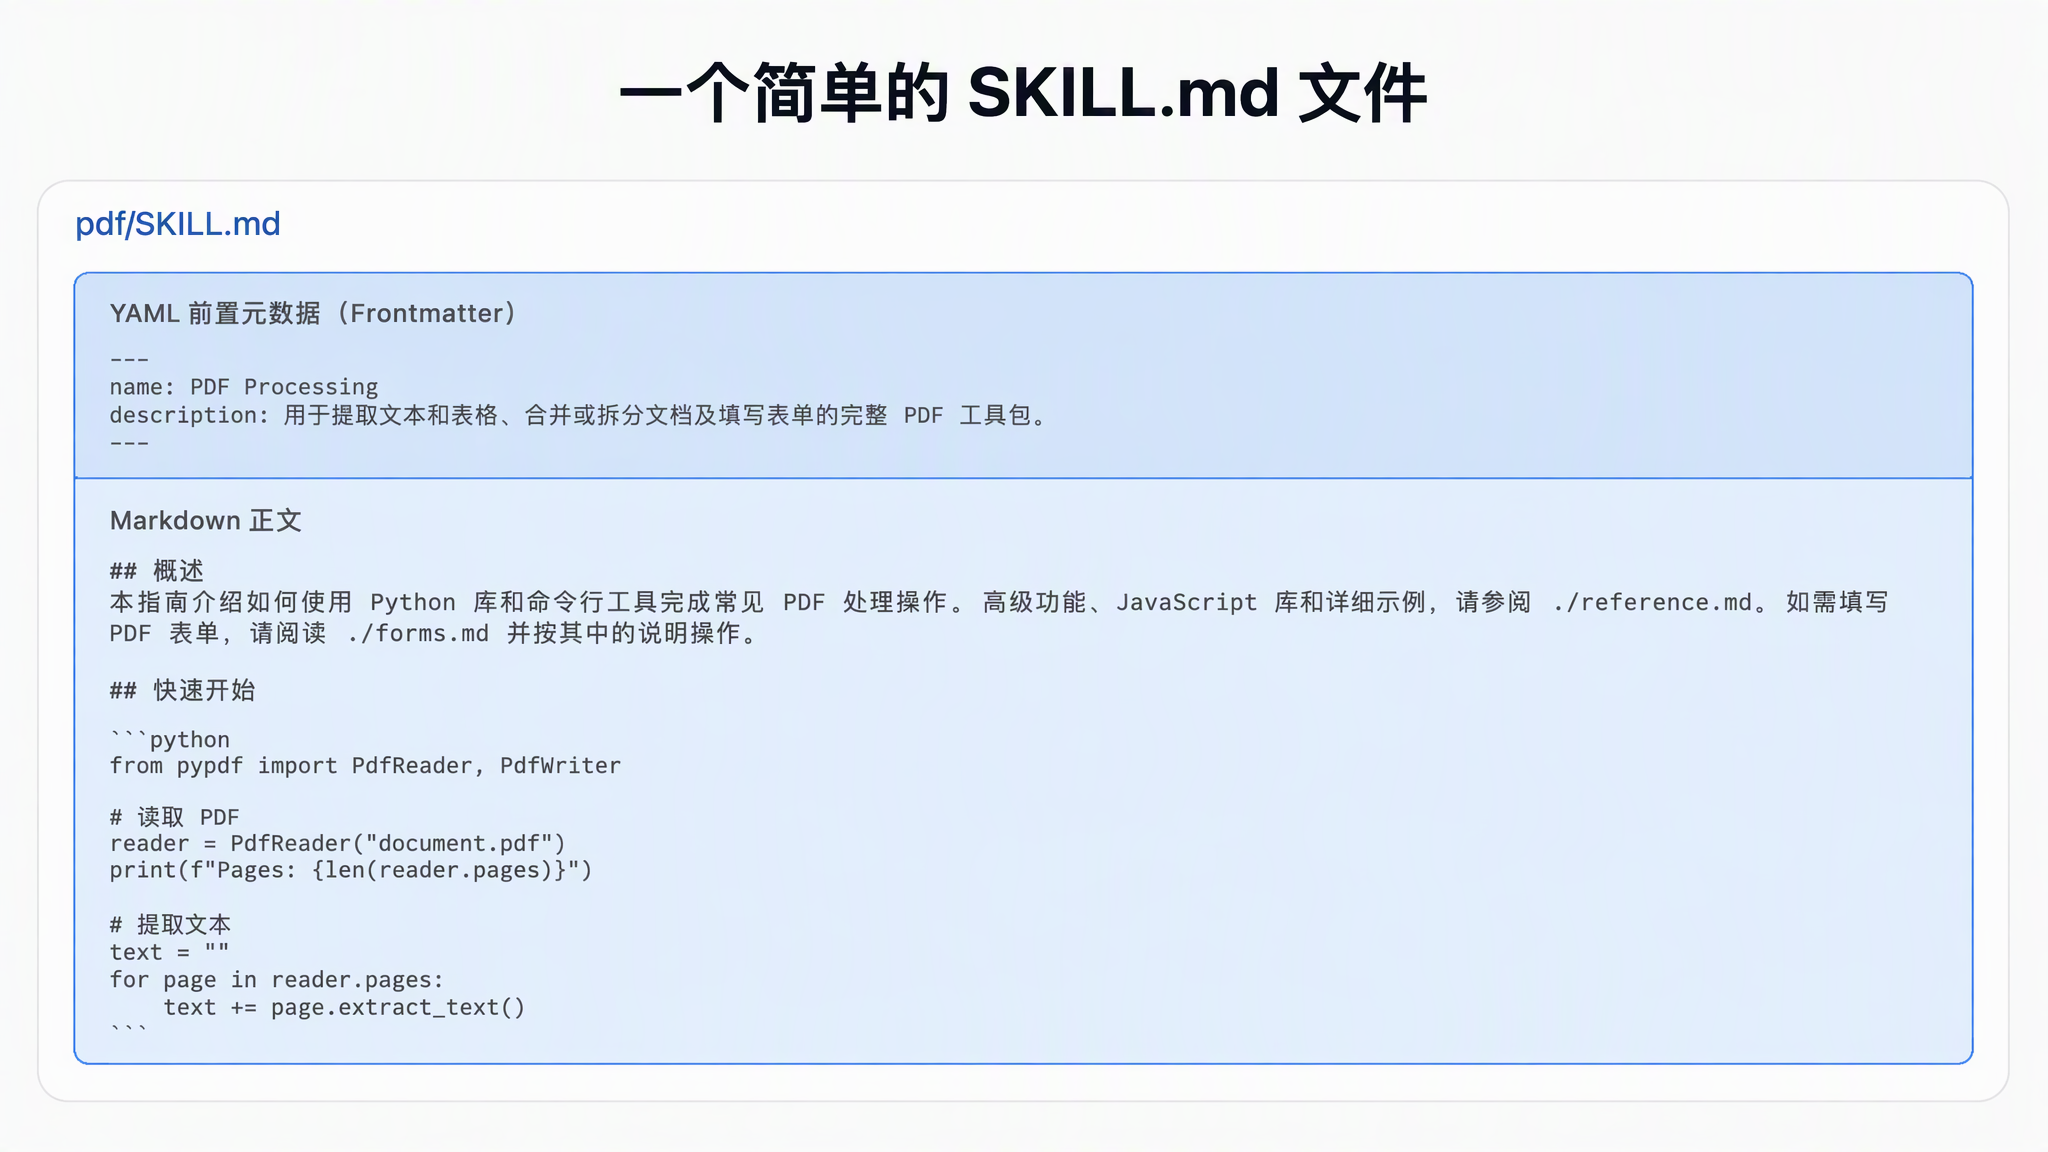 一个简单的 SKILL.md 文件
pdf/SKILL.md
YAML 前置元数据（Frontmatter）
---
name: PDF Processing
description: 用于提取文本和表格、合并或拆分文档及填写表单的完整 PDF 工具包。
---
Markdown 正文
## 概述
本指南介绍如何使用 Python 库和命令行工具完成常见 PDF 处理操作。高级功能、JavaScript 库和详细示例，请参阅 ./reference.md。如需填写
PDF 表单，请阅读 ./forms.md 并按其中的说明操作。
## 快速开始
```python
from pypdf import PdfReader, PdfWriter
# 读取 PDF
reader = PdfReader("document.pdf")
print(f"Pages: {len(reader.pages)}")
# 提取文本
text = ""
for page in reader.pages:
    text += page.extract_text()
```